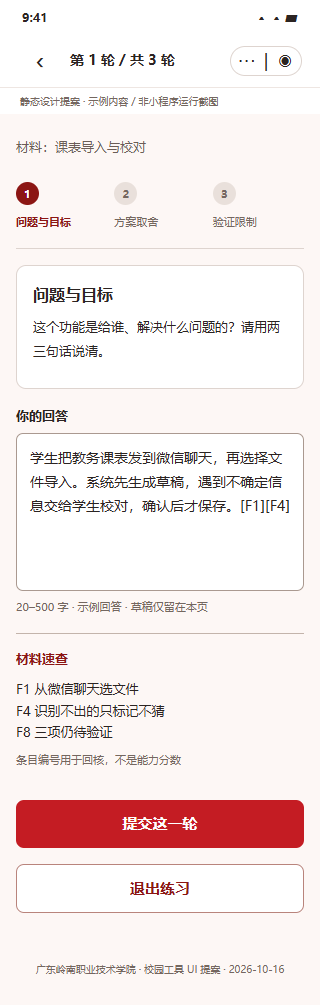 9:41
第 1 轮 / 共 3 轮
静态设计提案 · 示例内容 / 非小程序运行截图
材料：课表导入与校对
1 2 3
问题与目标 方案取舍 验证限制
问题与目标
这个功能是给谁、解决什么问题的？请用两
三句话说清。
你的回答
学生把教务课表发到微信聊天，再选择文
件导入。系统先生成草稿，遇到不确定信
息交给学生校对，确认后才保存。[F1][F4]
20–500 字 · 示例回答 · 草稿仅留在本页
材料速查
F1 从微信聊天选文件
F4 识别不出的只标记不猜
F8 三项仍待验证
条目编号用于回核，不是能力分数
提交这一轮
退出练习
广东岭南职业技术学院 · 校园工具 UI 提案 · 2026-10-16